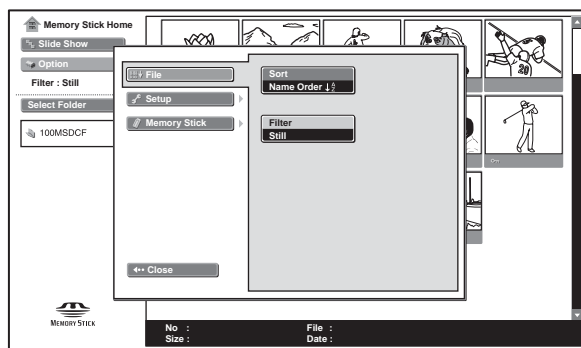 Memory Stick Home
Slide Show
Option
Filter : Still
Select Folder
100MSDCF
File
Setup
Memory Stick
Close
Sort
Name Order
Filter
Still
20
MEMORY STICK
No :
File :
Size :
Date :